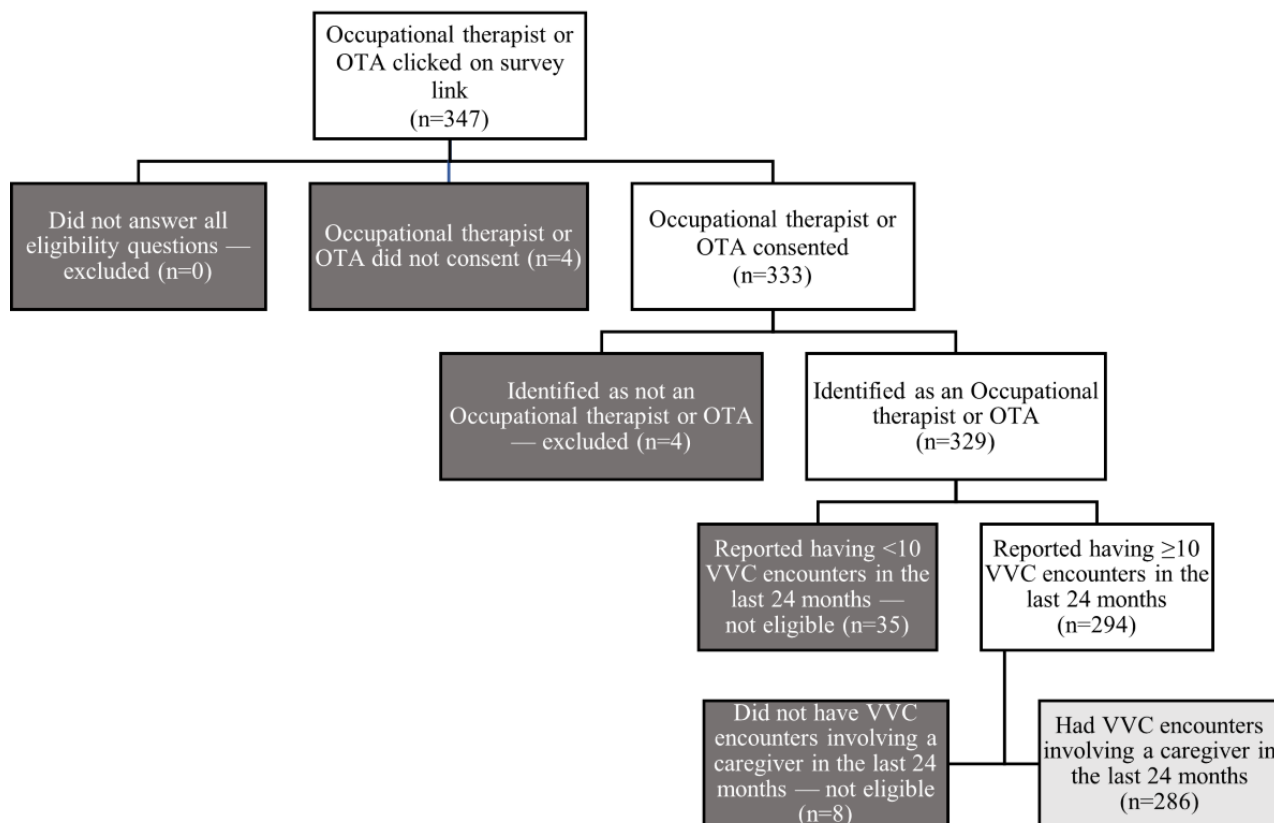 Occupational therapist or
OTA clicked on survey
link
(n=347)
Did not answer all
eligibility questions —
excluded (n=0)
Occupational therapist or
OTA did not consent (n=4)
Occupational therapist or
OTA consented
(n=333)
Identified as not an
Occupational therapist or OTA
— excluded (n=4)
Identified as an Occupational
therapist or OTA
(n=329)
Reported having <10
VVC encounters in the
last 24 months —
not eligible (n=35)
Reported having ≥10
VVC encounters in the
last 24 months
(n=294)
Did not have VVC
encounters involving a
caregiver in the last 24
months — not eligible
(n=8)
Had VVC encounters
involving a caregiver in
the last 24 months
(n=286)